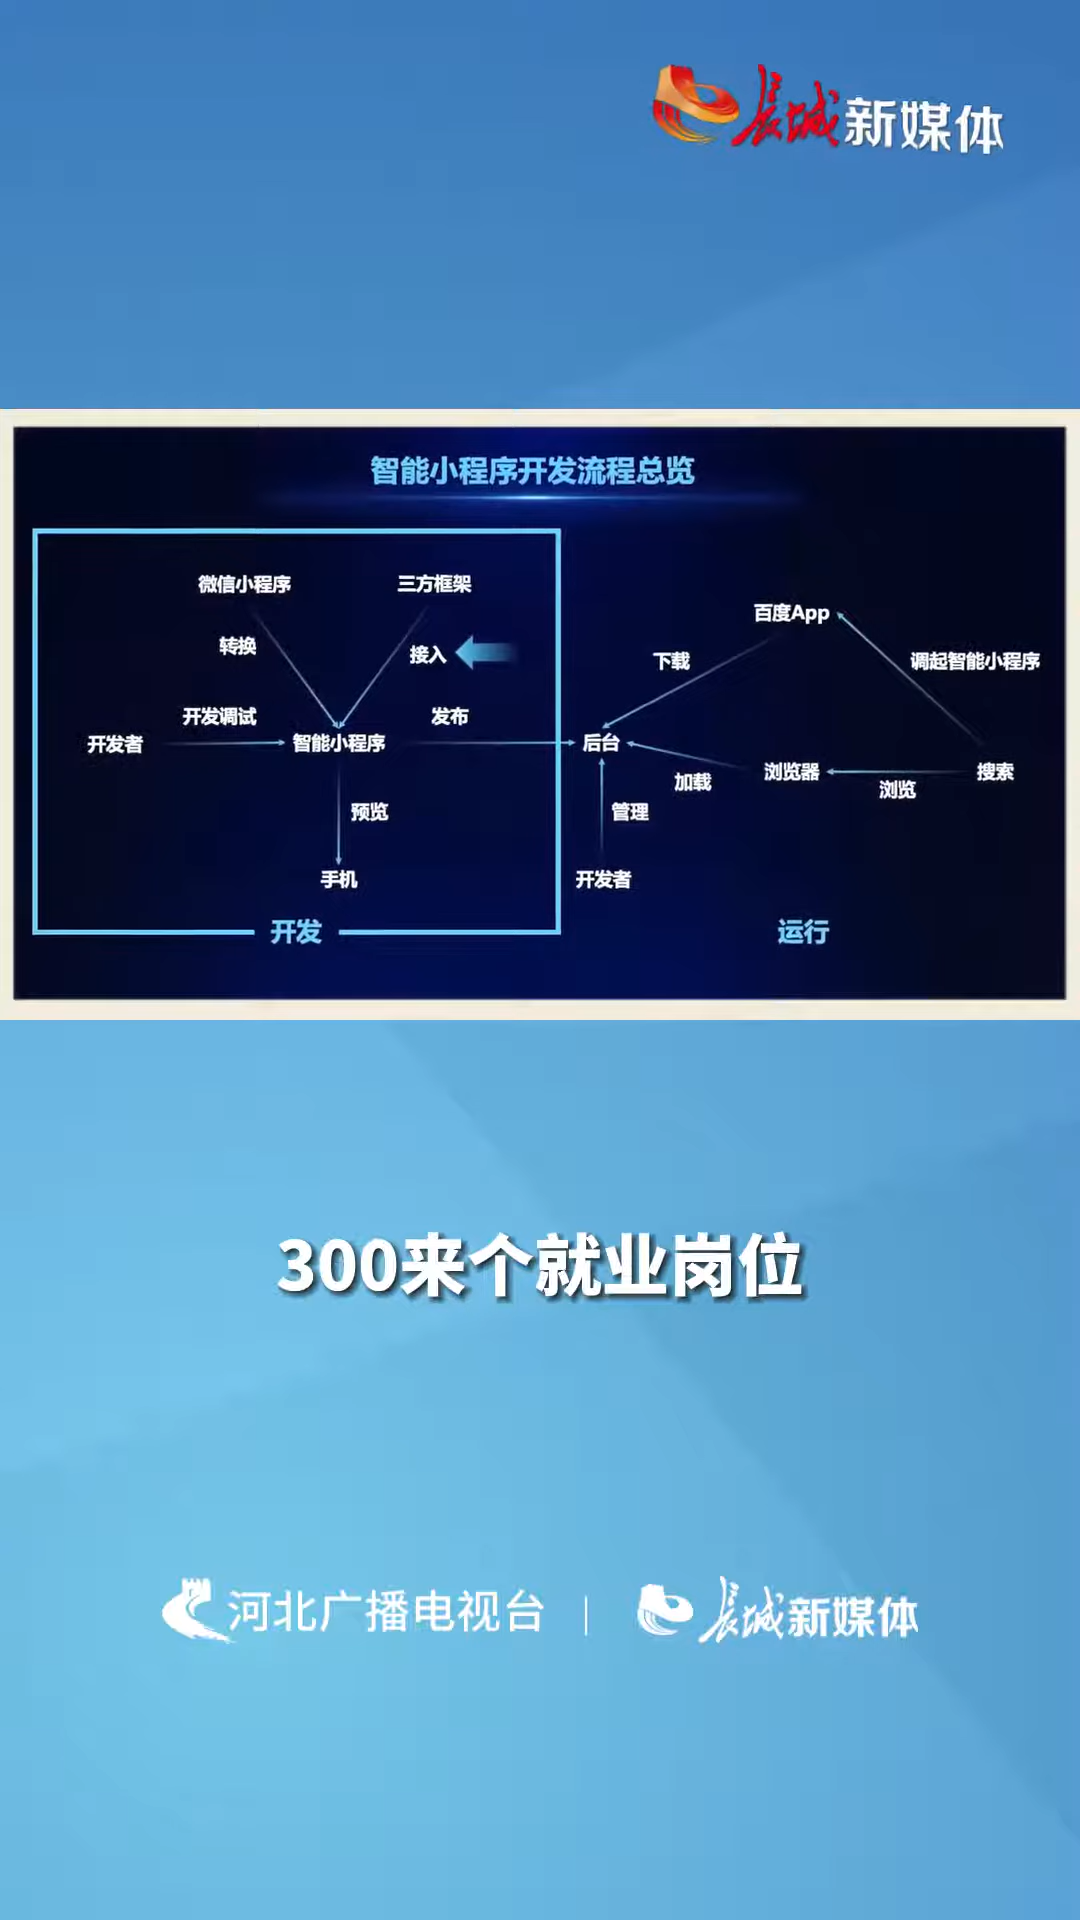 长城新媒体
智能小程序开发流程总览
微信小程序
三方框架
转换
接入
开发调试
发布
开发者
智能小程序
预览
手机
开发
百度App
下载
调起智能小程序
后台
加载
浏览器
浏览
搜索
管理
开发者
运行
300来个就业岗位
河北广播电视台 | 长城新媒体